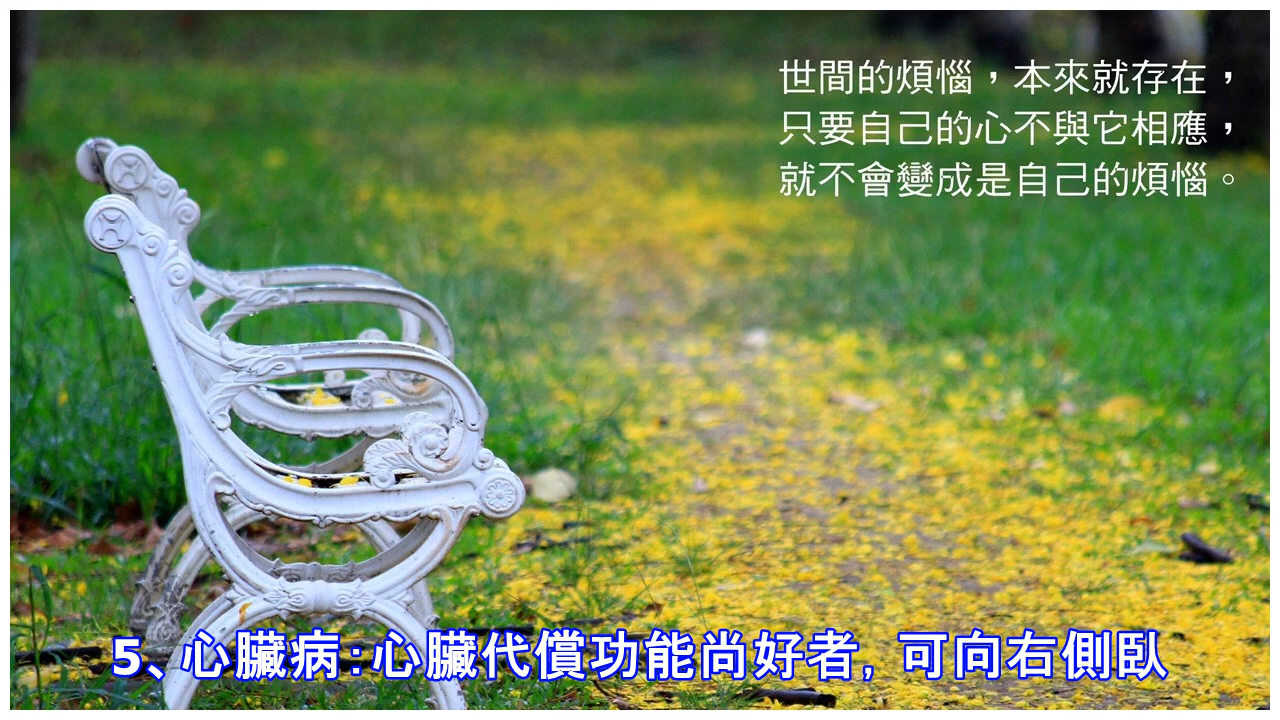 世間的煩惱，本來就存在，
只要自己的心不與它相應，
就不會變成是自己的煩惱。
5、心臟病:心臟代償功能尚好者, 可向右側臥